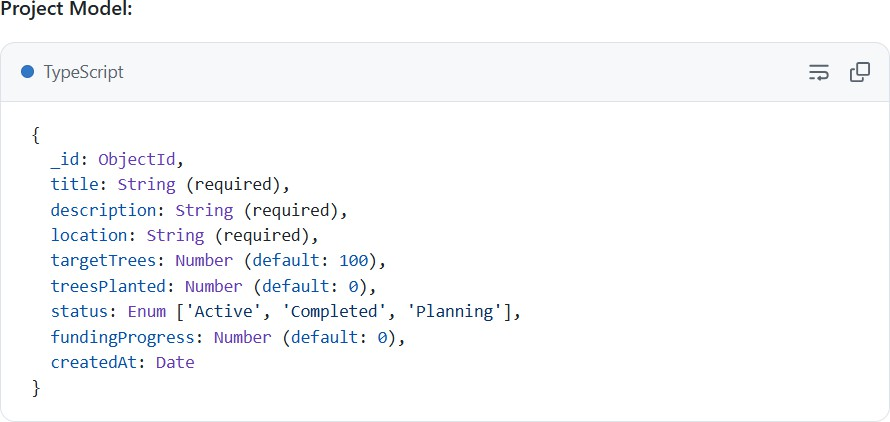 Project Model:
TypeScript
{
  _id: ObjectId,
  title: String (required),
  description: String (required),
  location: String (required),
  targetTrees: Number (default: 100),
  treesPlanted: Number (default: 0),
  status: Enum ['Active', 'Completed', 'Planning'],
  fundingProgress: Number (default: 0),
  createdAt: Date
}